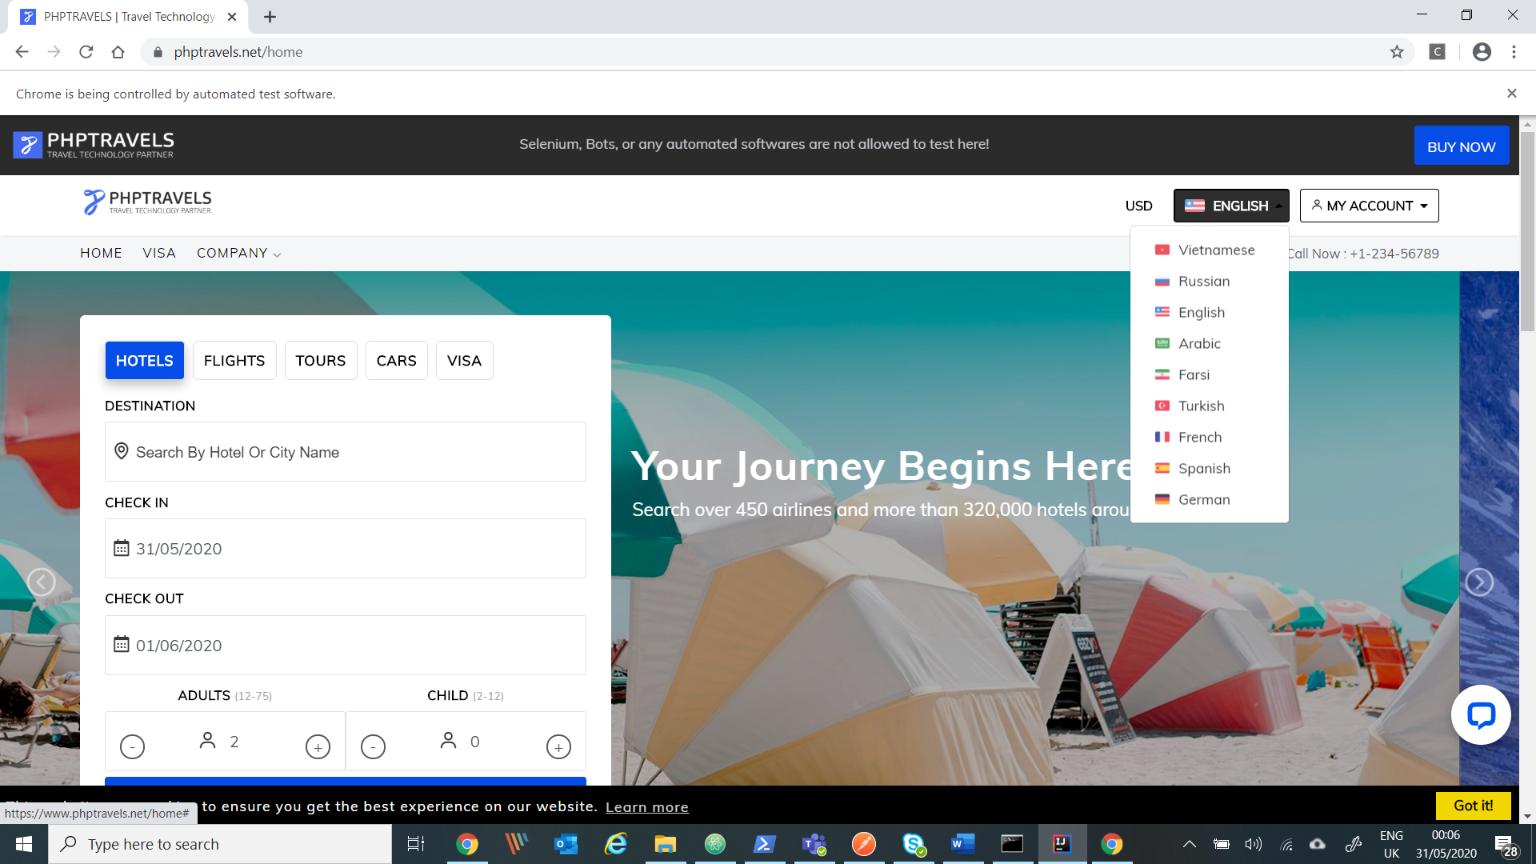 PHPTRAVELS | Travel Technology
phptravels.net/home
Chrome is being controlled by automated test software.
PHPTRAVELS
TRAVEL TECHNOLOGY PARTNER
Selenium, Bots, or any automated softwares are not allowed to test here!
BUY NOW
PHPTRAVELS
TRAVEL TECHNOLOGY PARTNER
USD
ENGLISH
MY ACCOUNT
HOME VISA COMPANY
Call Now : +1-234-56789
Vietnamese
Russian
English
Arabic
Farsi
Turkish
French
Spanish
German
HOTELS FLIGHTS TOURS CARS VISA
DESTINATION
Search By Hotel Or City Name
CHECK IN
31/05/2020
CHECK OUT
01/06/2020
ADULTS (12-75) CHILD (2-12)
- 2 + - 0 +
Your Journey Begins Here
Search over 450 airlines and more than 320,000 hotels
to ensure you get the best experience on our website. Learn more
Got it!
https://www.phptravels.net/home#
Type here to search
ENG
UK
00:06
31/05/2020
28